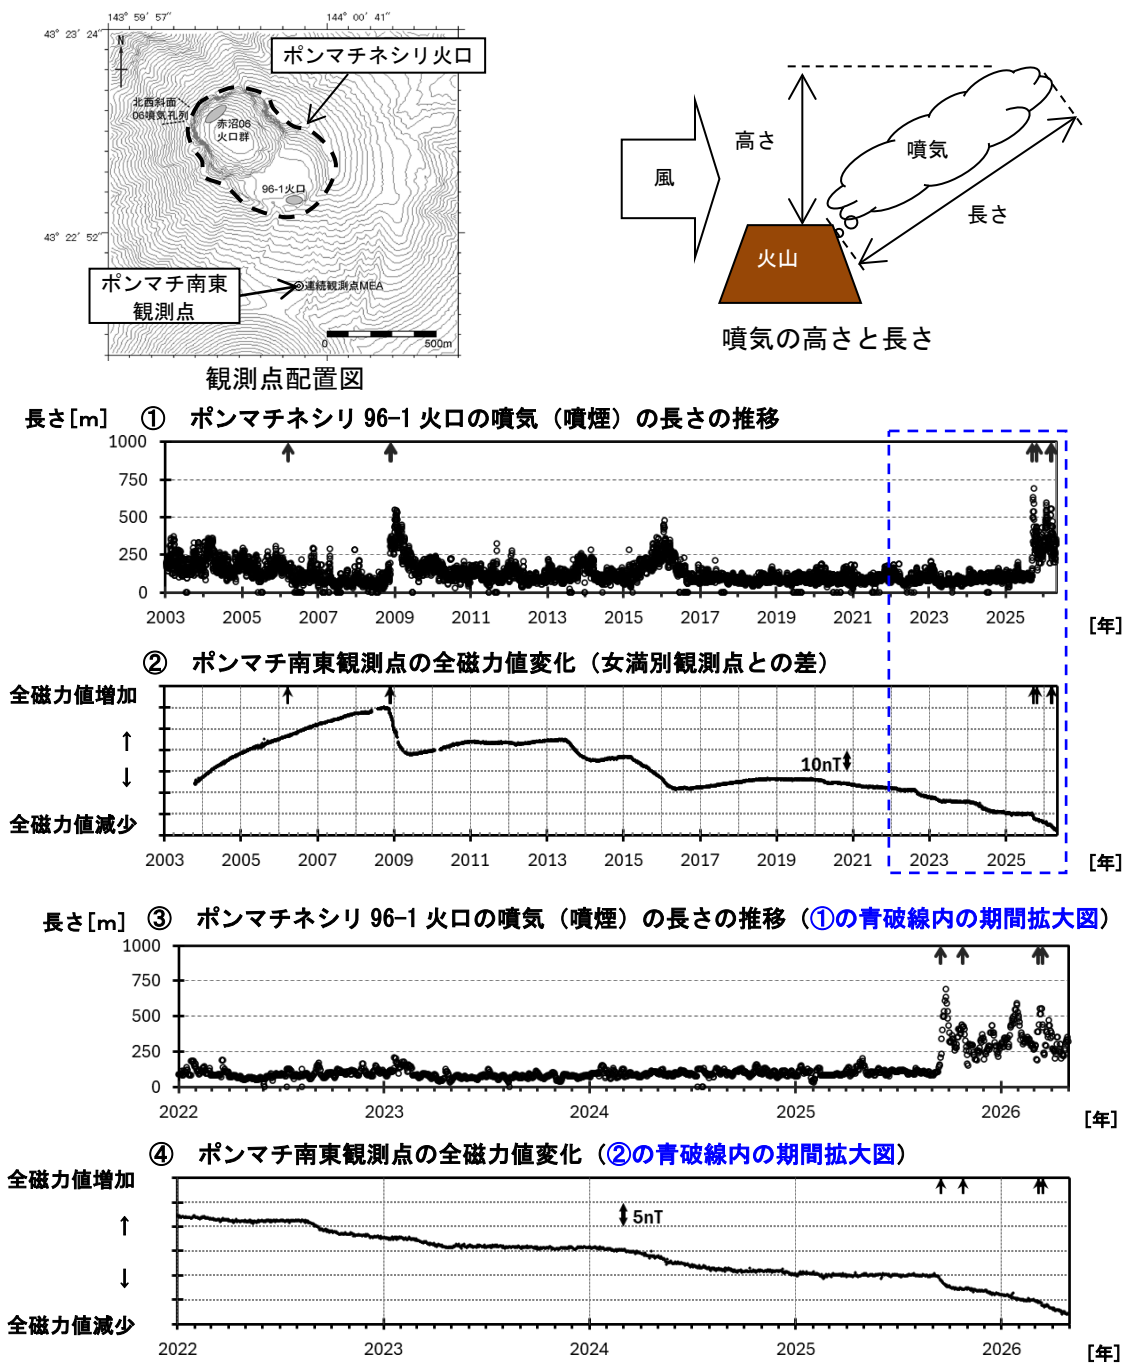 143° 59′ 57″
144° 00′ 41″
43° 23′ 24″
N
ポンマチネシリ火口
北西斜面
06噴気孔列
赤沼06
火口群
96-1火口
43° 22′ 52″
ポンマチ南東
観測点
連続観測点MEA
0
500m
観測点配置図
風
高さ
噴気
長さ
火山
噴気の高さと長さ
長さ[m]
① ポンマチネシリ 96-1 火口の噴気（噴煙）の長さの推移
1000
750
500
250
0
2003 2005 2007 2009 2011 2013 2015 2017 2019 2021 2023 2025
[年]
② ポンマチ南東観測点の全磁力値変化（女満別観測点との差）
全磁力値増加
↑
↓
全磁力値減少
10nT
2003 2005 2007 2009 2011 2013 2015 2017 2019 2021 2023 2025
[年]
長さ[m]
③ ポンマチネシリ 96-1 火口の噴気（噴煙）の長さの推移（①の青破線内の期間拡大図）
1000
750
500
250
0
2022 2023 2024 2025 2026
[年]
④ ポンマチ南東観測点の全磁力値変化（②の青破線内の期間拡大図）
全磁力値増加
↑
↓
全磁力値減少
5nT
2022 2023 2024 2025 2026
[年]